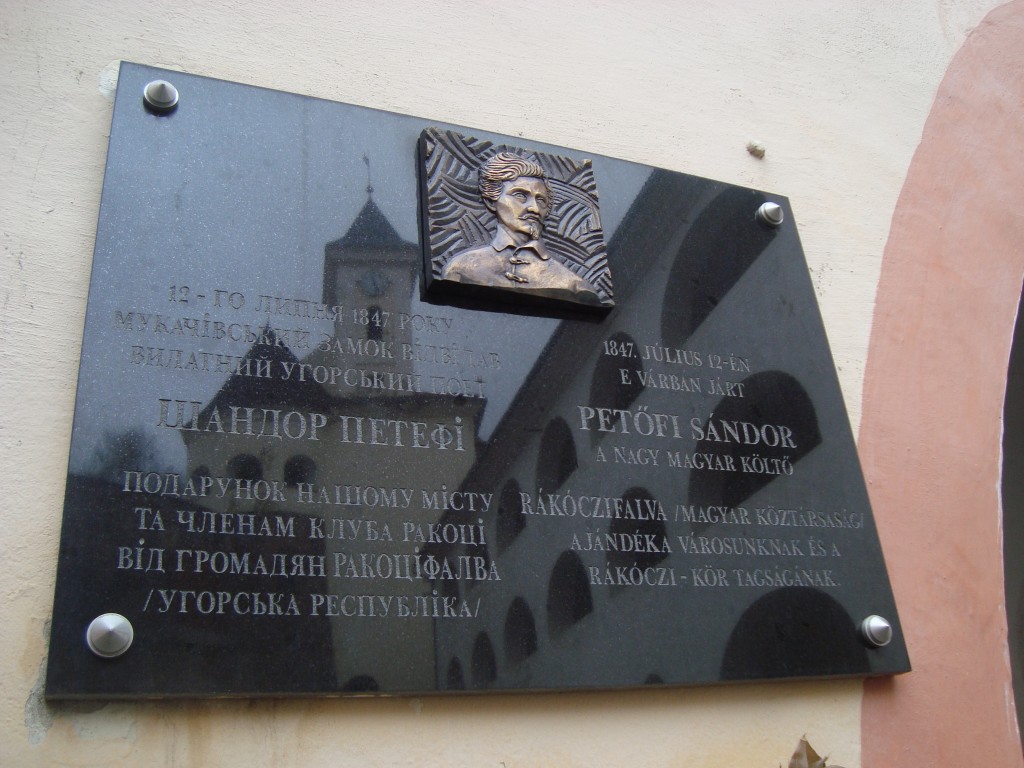 12 - ГО ЛИПНЯ 1847 РОКУ
МУКАЧІВСЬКИЙ ЗАМОК ВІДВІДАВ
ВИДАТНИЙ УГОРСЬКИЙ ПОЕТ
ШАНДОР ПЕТЕФІ
ПОДАРУНОК НАШОМУ МІСТУ
ТА ЧЛЕНАМ КЛУБА РАКОЦІ
ВІД ГРОМАДЯН РАКОЦІФАЛВА
/УГОРСЬКА РЕСПУБЛІКА/
1847. JÚLIUS 12-ÉN
E VÁRBAN JÁRT
PETŐFI SÁNDOR
A NAGY MAGYAR KÖLTŐ
RÁKÓCZIFALVA /MAGYAR KÖZTÁRSASÁG/
AJÁNDÉKA VÁROSUNKNAK ÉS A
RÁKÓCZI - KÖR TAGSÁGÁNAK.